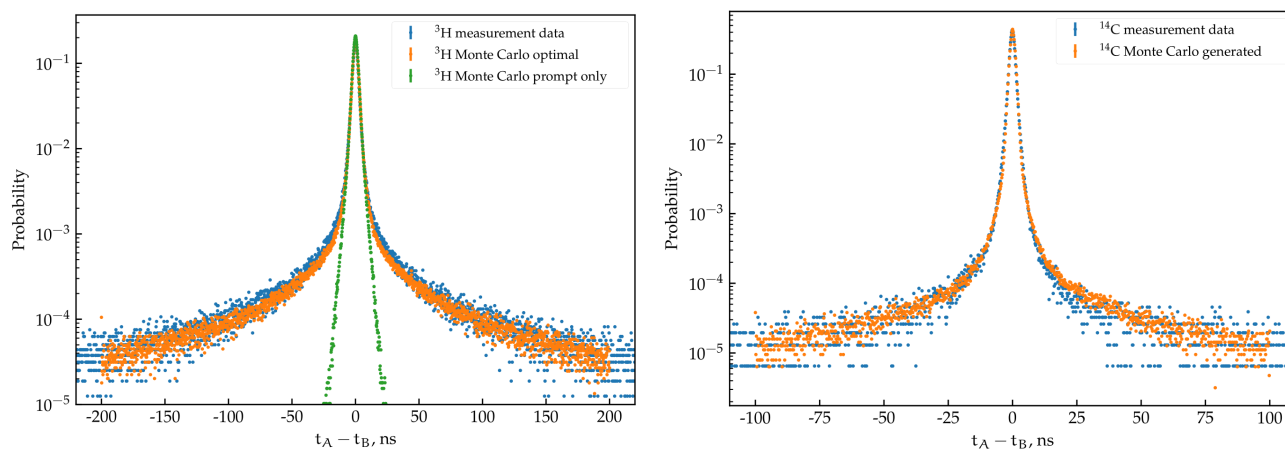 ³H measurement data
³H Monte Carlo optimal
³H Monte Carlo prompt only
10⁻¹
10⁻²
10⁻³
10⁻⁴
10⁻⁵
Probability
-200 -150 -100 -50 0 50 100 150 200
t_A − t_B, ns
¹⁴C measurement data
¹⁴C Monte Carlo generated
10⁻¹
10⁻²
10⁻³
10⁻⁴
10⁻⁵
Probability
-100 -75 -50 -25 0 25 50 75 100
t_A − t_B, ns